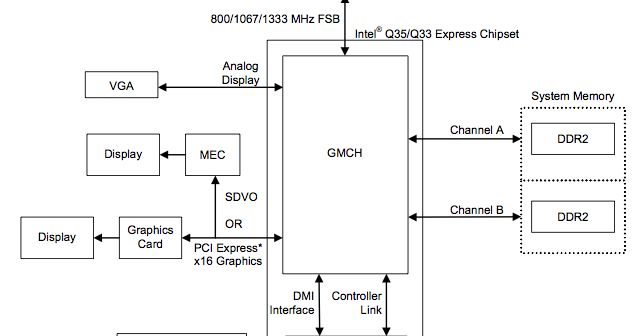 800/1067/1333 MHz FSB
Intel® Q35/Q33 Express Chipset
Analog
Display
VGA
System Memory
Channel A
DDR2
GMCH
Display
MEC
SDVO
OR
Channel B
DDR2
Display
Graphics
Card
PCI Express*
x16 Graphics
DMI
Interface
Controller
Link